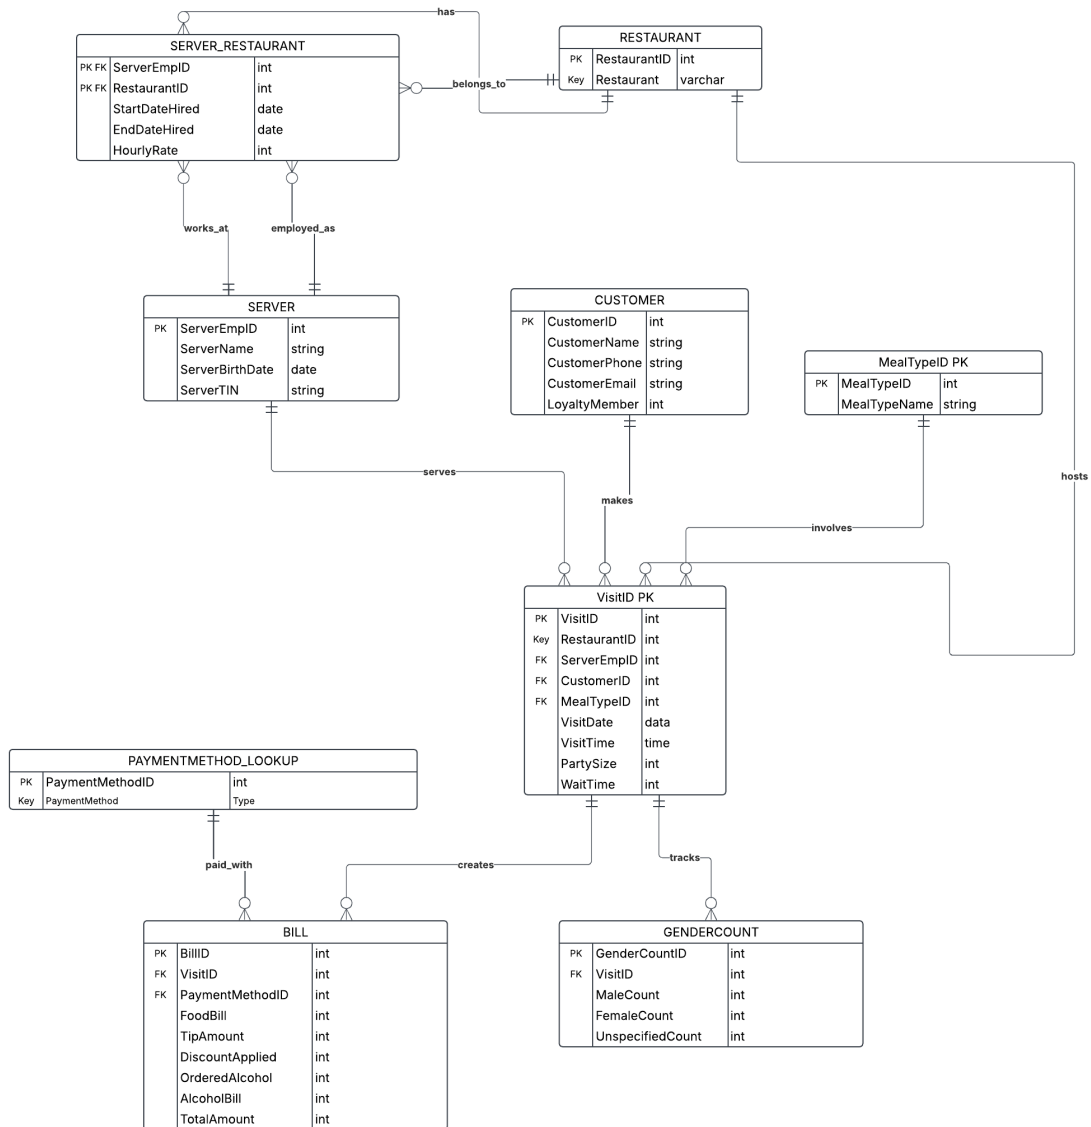 has
SERVER_RESTAURANT
PK FK ServerEmpID int
PK FK RestaurantID int
StartDateHired date
EndDateHired date
HourlyRate int
belongs_to
RESTAURANT
PK RestaurantID int
Key Restaurant varchar
works_at
employed_as
SERVER
PK ServerEmpID int
ServerName string
ServerBirthDate date
ServerTIN string
CUSTOMER
PK CustomerID int
CustomerName string
CustomerPhone string
CustomerEmail string
LoyaltyMember int
MealTypeID PK
PK MealTypeID int
MealTypeName string
serves
makes
involves
hosts
VisitID PK
PK VisitID int
Key RestaurantID int
FK ServerEmpID int
FK CustomerID int
FK MealTypeID int
VisitDate data
VisitTime time
PartySize int
WaitTime int
PAYMENTMETHOD_LOOKUP
PK PaymentMethodID int
Key PaymentMethod Type
paid_with
creates
tracks
BILL
PK BillID int
FK VisitID int
FK PaymentMethodID int
FoodBill int
TipAmount int
DiscountApplied int
OrderedAlcohol int
AlcoholBill int
TotalAmount int
GENDERCOUNT
PK GenderCountID int
FK VisitID int
MaleCount int
FemaleCount int
UnspecifiedCount int